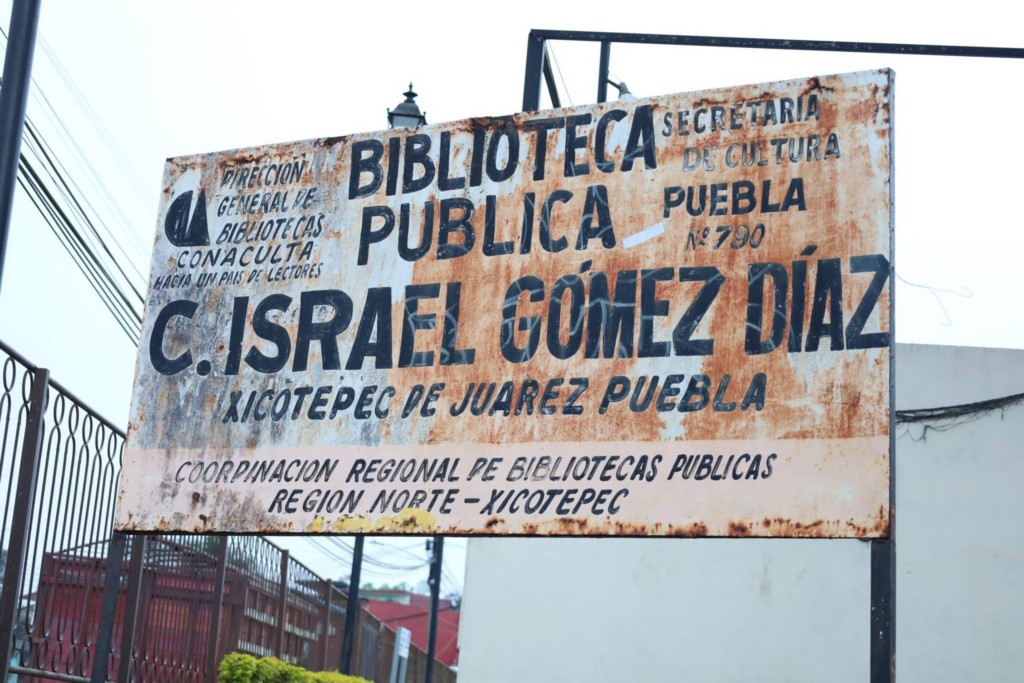 DIRECCION
GENERAL DE
BIBLIOTECAS
CONACULTA
HACIA UN PAIS DE LECTORES
BIBLIOTECA
PUBLICA
SECRETARIA
DE CULTURA
PUEBLA
Nº 790
C. ISRAEL GÓMEZ DÍAZ
XICOTEPEC DE JUAREZ PUEBLA
COORDINACION REGIONAL DE BIBLIOTECAS PUBLICAS
REGION NORTE - XICOTEPEC